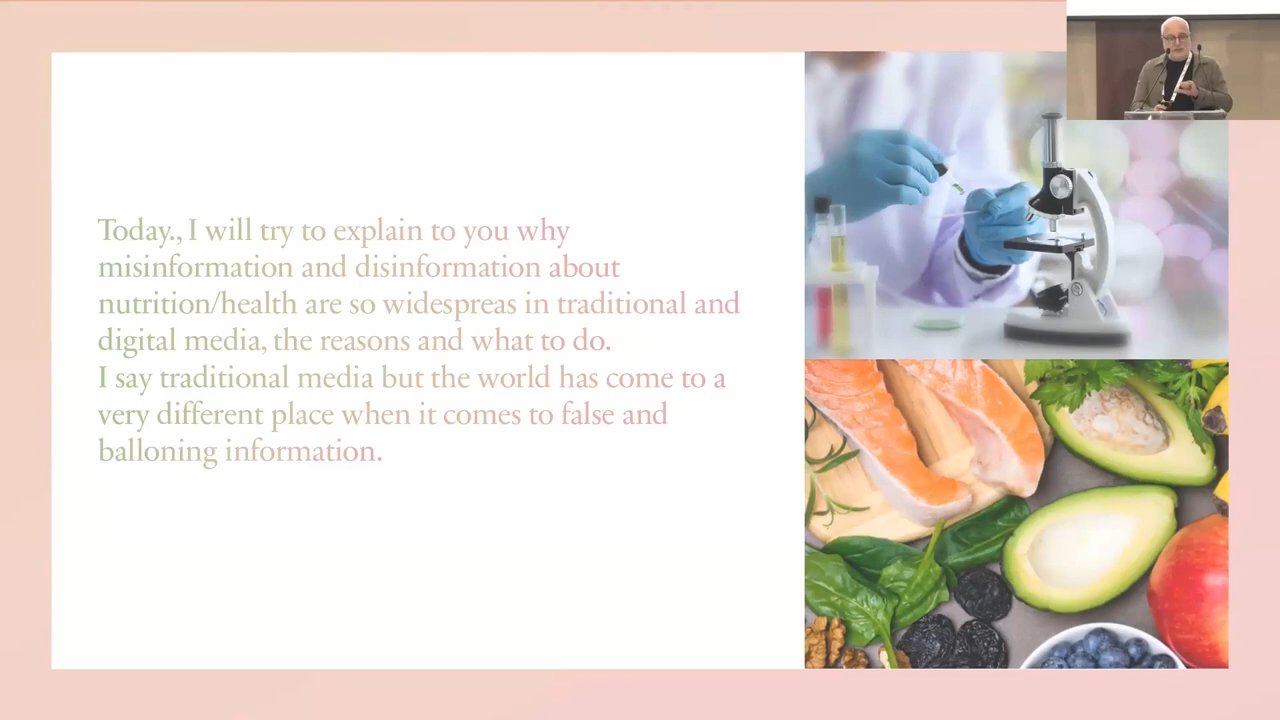 Today., I will try to explain to you why
misinformation and disinformation about
nutrition/health are so widespreas in traditional and
digital media, the reasons and what to do.
I say traditional media but the world has come to a
very different place when it comes to false and
balloning information.